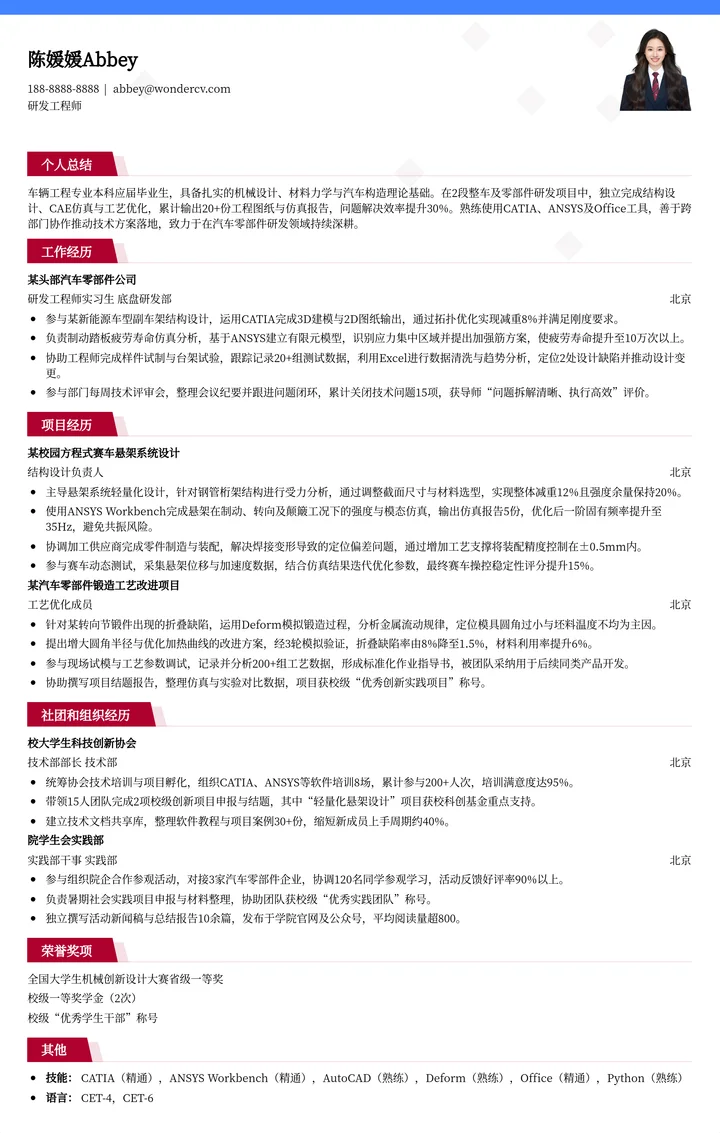 陈媛媛Abbey
188-8888-8888 | abbey@wondercv.com
研发工程师
个人总结
车辆工程专业本科应届毕业生，具备扎实的机械设计、材料力学与汽车构造理论基础。在2段整车及零部件研发项目中，独立完成结构设
计、CAE仿真与工艺优化，累计输出20+份工程图纸与仿真报告，问题解决效率提升30%。熟练使用CATIA、ANSYS及Office工具，善于跨
部门协作推动技术方案落地，致力于在汽车零部件研发领域持续深耕。
工作经历
某头部汽车零部件公司
研发工程师实习生 底盘研发部 北京
• 参与某新能源车型副车架结构设计，运用CATIA完成3D建模与2D图纸输出，通过拓扑优化实现减重8%并满足刚度要求。
• 负责制动踏板疲劳寿命仿真分析，基于ANSYS建立有限元模型，识别应力集中区域并提出加强筋方案，使疲劳寿命提升至10万次以上。
• 协助工程师完成样件试制与台架试验，跟踪记录20+组测试数据，利用Excel进行数据清洗与趋势分析，定位2处设计缺陷并推动设计变
更。
• 参与部门每周技术评审会，整理会议纪要并跟进问题闭环，累计关闭技术问题15项，获导师“问题拆解清晰、执行高效”评价。
项目经历
某校园方程式赛车悬架系统设计
结构设计负责人 北京
• 主导悬架系统轻量化设计，针对钢管桁架结构进行受力分析，通过调整截面尺寸与材料选型，实现整体减重12%且强度余量保持20%。
• 使用ANSYS Workbench完成悬架在制动、转向及颠簸工况下的强度与模态仿真，输出仿真报告5份，优化后一阶固有频率提升至
35Hz，避免共振风险。
• 协调加工供应商完成零件制造与装配，解决焊接变形导致的定位偏差问题，通过增加工艺支撑将装配精度控制在±0.5mm内。
• 参与赛车动态测试，采集悬架位移与加速度数据，结合仿真结果迭代优化参数，最终赛车操控稳定性评分提升15%。
某汽车零部件锻造工艺改进项目
工艺优化成员 北京
• 针对某转向节锻件出现的折叠缺陷，运用Deform模拟锻造过程，分析金属流动规律，定位模具圆角过小与坯料温度不均为主因。
• 提出增大圆角半径与优化加热曲线的改进方案，经3轮模拟验证，折叠缺陷率由8%降至1.5%，材料利用率提升6%。
• 参与现场试模与工艺参数调试，记录并分析200+组工艺数据，形成标准化作业指导书，被团队采纳用于后续同类产品开发。
• 协助撰写项目结题报告，整理仿真与实验对比数据，项目获校级“优秀创新实践项目”称号。
社团和组织经历
校大学生科技创新协会
技术部部长 技术部 北京
• 统筹协会技术培训与项目孵化，组织CATIA、ANSYS等软件培训8场，累计参与200+人次，培训满意度达95%。
• 带领15人团队完成2项校级创新项目申报与结题，其中“轻量化悬架设计”项目获校科创基金重点支持。
• 建立技术文档共享库，整理软件教程与项目案例30+份，缩短新成员上手周期约40%。
院学生会实践部
实践部干事 实践部 北京
• 参与组织院企合作参观活动，对接3家汽车零部件企业，协调120名同学参观学习，活动反馈好评率90%以上。
• 负责暑期社会实践项目申报与材料整理，协助团队获校级“优秀实践团队”称号。
• 独立撰写活动新闻稿与总结报告10余篇，发布于学院官网及公众号，平均阅读量超800。
荣誉奖项
全国大学生机械创新设计大赛省级一等奖
校级一等奖学金（2次）
校级“优秀学生干部”称号
其他
• 技能： CATIA（精通）, ANSYS Workbench（精通）, AutoCAD（熟练）, Deform（熟练）, Office（精通）, Python（熟练）
• 语言： CET-4，CET-6